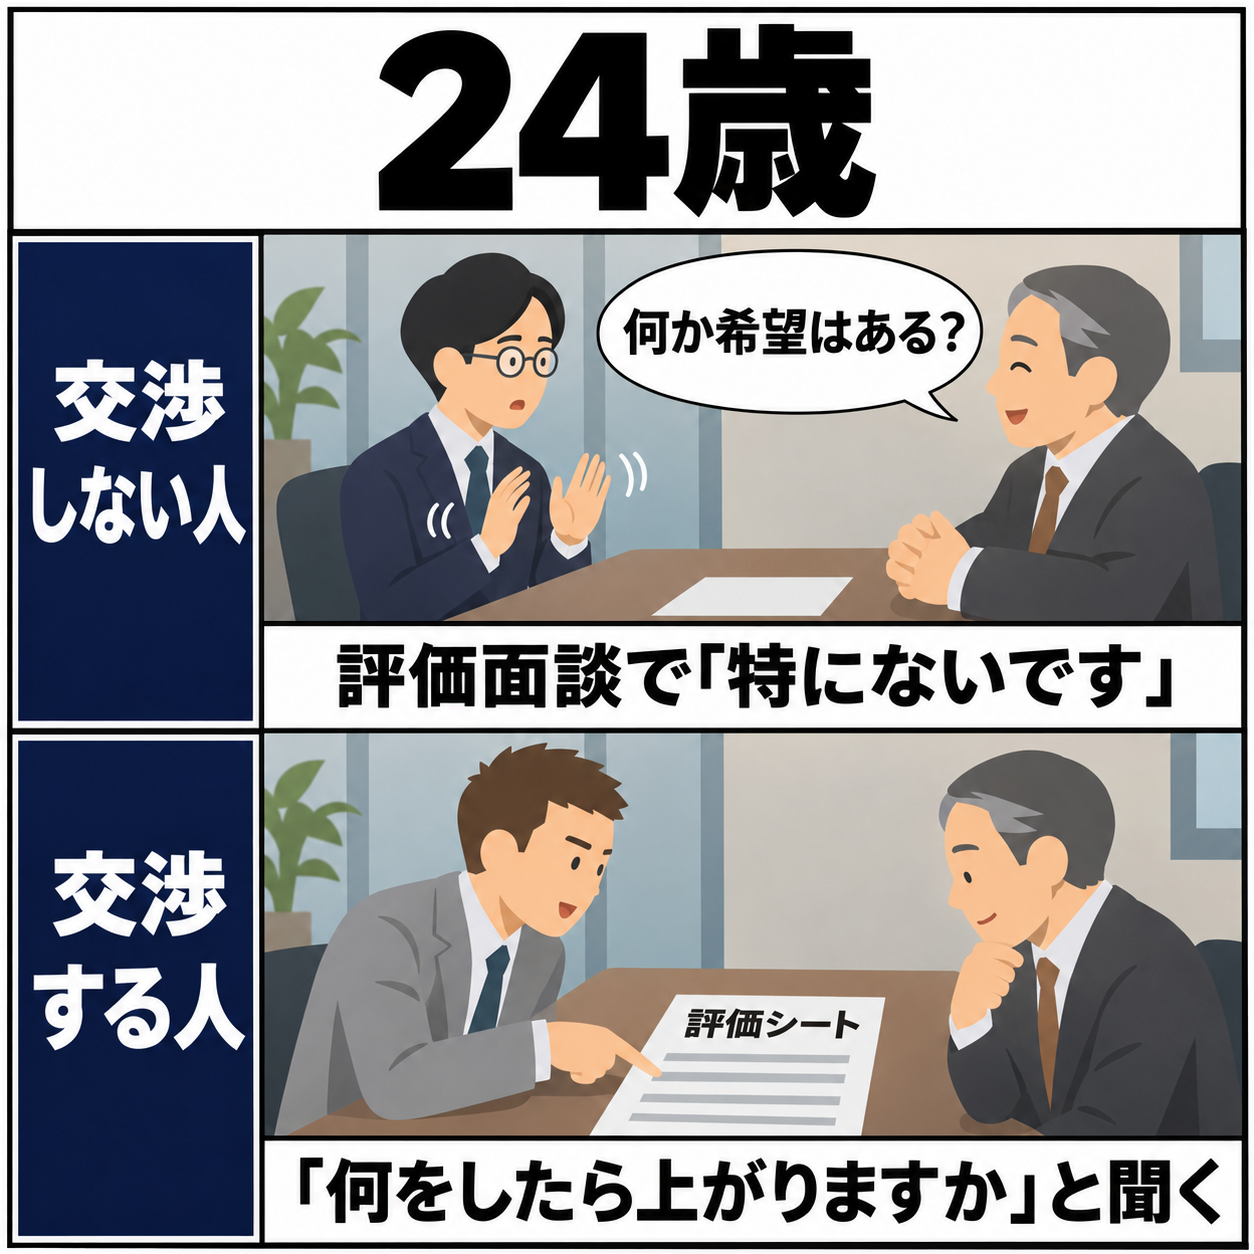 24歳
交渉
しない人
何か希望はある?
評価面談で「特にないです」
交渉
する人
評価シート
「何をしたら上がりますか」と聞く